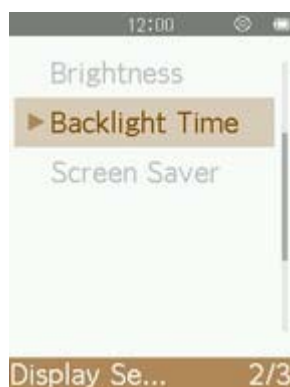 12:00
Brightness
Backlight Time
Screen Saver
Display Se... 2/3